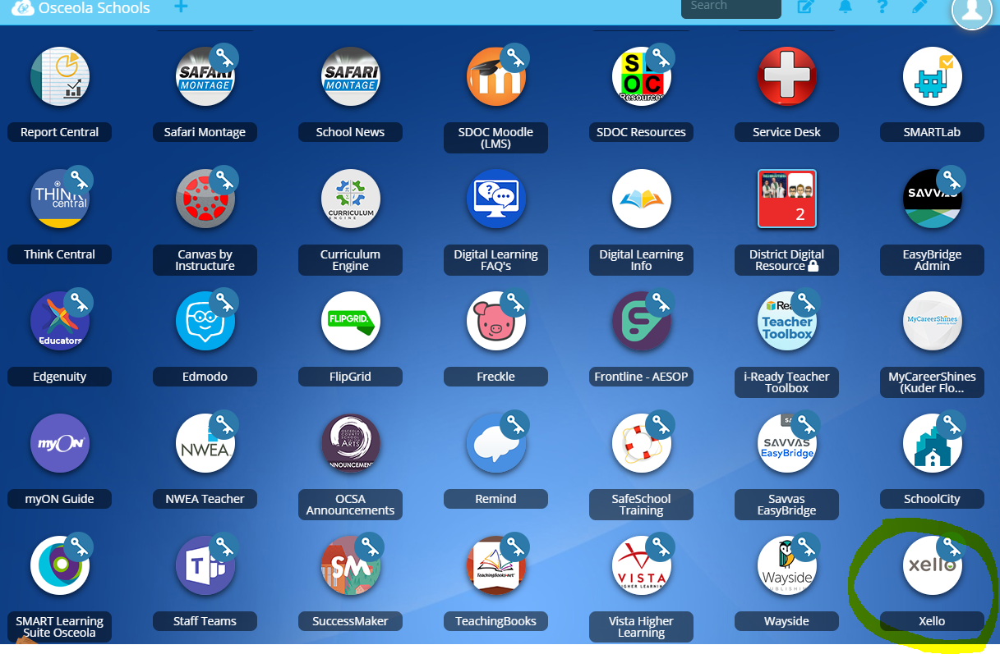 Osceola Schools
Search
SAFARI
MONTAGE
SAFARI
MONTAGE
S
O C
Resources
Report Central
Safari Montage
School News
SDOC Moodle
(LMS)
SDOC Resources
Service Desk
SMARTLab
THINK
central
CURRICULUM
ENGINE
?
2
SAVVAS
Think Central
Canvas by
Instructure
Curriculum
Engine
Digital Learning
FAQ's
Digital Learning
Info
District Digital
Resource
EasyBridge
Admin
Educators
FLIPGRID.
Teacher
Toolbox
MyCareerShines
Edgenuity
Edmodo
FlipGrid
Freckle
Frontline - AESOP
i-Ready Teacher
Toolbox
MyCareerShines
(Kuder Flo...
myON
NWEA
OSCEOLA
COUNTY
SCHOOL
ARTS
ANNOUNCEMENT
SAVVAS
EasyBridge
myON Guide
NWEA Teacher
OCSA
Announcements
Remind
SafeSchool
Training
Savvas
EasyBridge
SchoolCity
T
SM
TeachingBooks.net
VISTA
HIGHER LEARNING
Wayside
PUBLISHING
xello
SMART Learning
Suite Osceola
Staff Teams
SuccessMaker
TeachingBooks
Vista Higher
Learning
Wayside
Xello